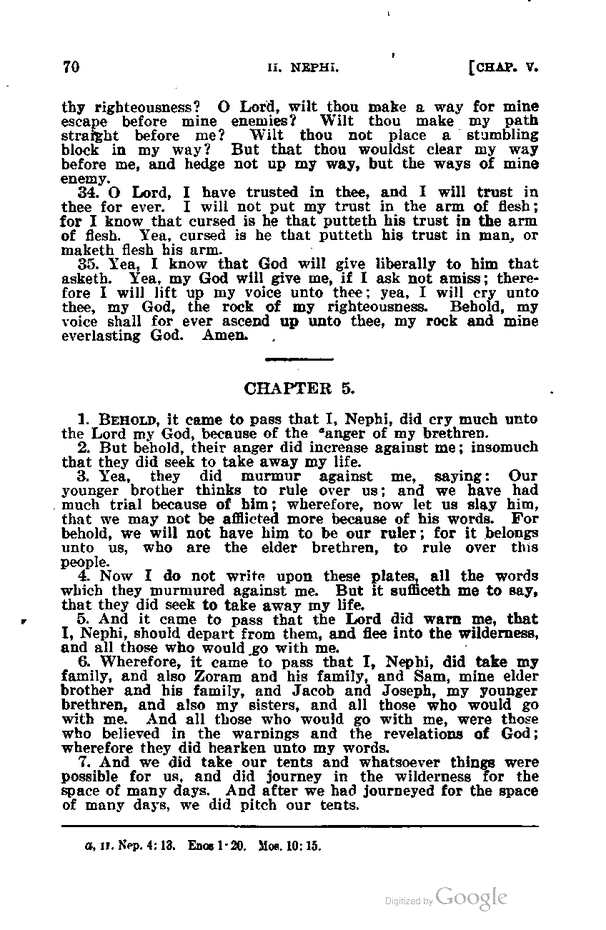 70 II. NEPHI. [CHAP. V.
thy righteousness? O Lord, wilt thou make a way for mine
escape before mine enemies? Wilt thou make my path
straight before me? Wilt thou not place a stumbling
block in my way? But that thou wouldst clear my way
before me, and hedge not up my way, but the ways of mine
enemy.
34. O Lord, I have trusted in thee, and I will trust in
thee for ever. I will not put my trust in the arm of flesh;
for I know that cursed is he that putteth his trust in the arm
of flesh. Yea, cursed is he that putteth his trust in man, or
maketh flesh his arm.
35. Yea, I know that God will give liberally to him that
asketh. Yea, my God will give me, if I ask not amiss; there-
fore I will lift up my voice unto thee; yea, I will cry unto
thee, my God, the rock of my righteousness. Behold, my
voice shall for ever ascend up unto thee, my rock and mine
everlasting God. Amen.
CHAPTER 5.
1. BEHOLD, it came to pass that I, Nephi, did cry much unto
the Lord my God, because of the ᵃanger of my brethren.
2. But behold, their anger did increase against me; insomuch
that they did seek to take away my life.
3. Yea, they did murmur against me, saying: Our
younger brother thinks to rule over us; and we have had
much trial because of him; wherefore, now let us slay him,
that we may not be afflicted more because of his words. For
behold, we will not have him to be our ruler; for it belongs
unto us, who are the elder brethren, to rule over this
people.
4. Now I do not write upon these plates, all the words
which they murmured against me. But it sufficeth me to say,
that they did seek to take away my life.
5. And it came to pass that the Lord did warn me, that
I, Nephi, should depart from them, and flee into the wilderness,
and all those who would go with me.
6. Wherefore, it came to pass that I, Nephi, did take my
family, and also Zoram and his family, and Sam, mine elder
brother and his family, and Jacob and Joseph, my younger
brethren, and also my sisters, and all those who would go
with me. And all those who would go with me, were those
who believed in the warnings and the revelations of God;
wherefore they did hearken unto my words.
7. And we did take our tents and whatsoever things were
possible for us, and did journey in the wilderness for the
space of many days. And after we had journeyed for the space
of many days, we did pitch our tents.
a, II. Nep. 4: 13. Enos 1-20. Mos. 10: 15.
Digitized by Google